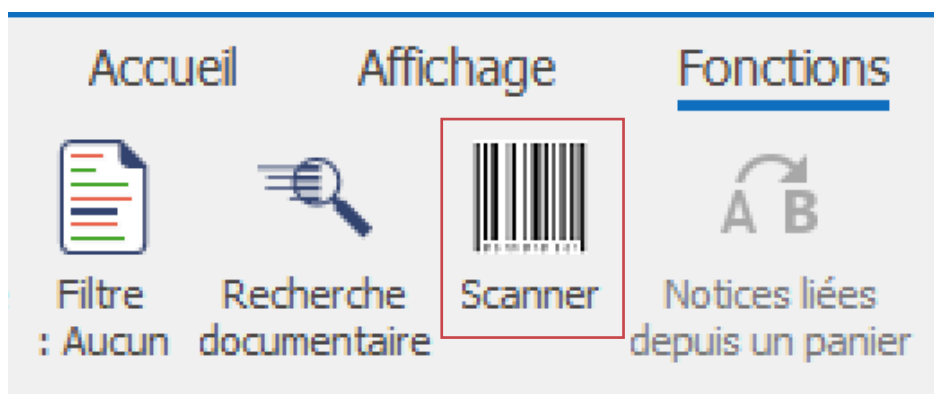 Accueil Affichage Fonctions
Filtre Recherche Scanner Notices liées
: Aucun documentaire depuis un panier